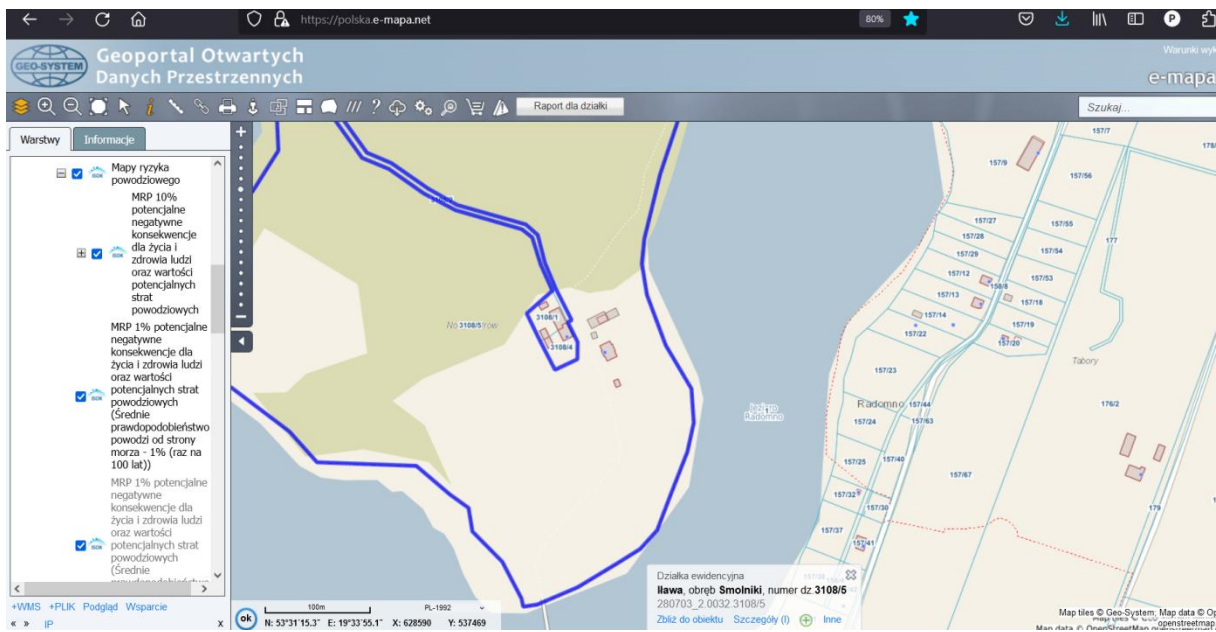 https://polska.e-mapa.net
80%
GEO-SYSTEM
Geoportal Otwartych
Danych Przestrzennych
Warunki wyk
e-mapa
Raport dla działki
Szukaj...
Warstwy
Informacje
Mapy ryzyka
powodziowego
MRP 10%
potencjalne
negatywne
konsekwencje
dla życia i
zdrowia ludzi
oraz wartości
potencjalnych
strat
powodziowych
MRP 1% potencjalne
negatywne
konsekwencje dla
życia i zdrowia ludzi
oraz wartości
potencjalnych strat
powodziowych
(Średnie
prawdopodobieństwo
powodzi od strony
morza - 1% (raz na
100 lat))
MRP 1% potencjalne
negatywne
konsekwencje dla
życia i zdrowia ludzi
oraz wartości
potencjalnych strat
powodziowych
(Średnie
+WMS +PLIK Podgląd Wsparcie
« » IP x
3108/1
3108/5
3108/4
Jezioro
Radomno
157/7
157/9
157/56
157/27
157/28
157/55
157/29
157/54
177
157/12
157/53
158/8
157/13
157/18
157/14
157/19
157/22
157/20
Tabory
157/23
Radomno
157/44
176/2
157/24
157/63
157/25
157/40
157/67
157/32
157/30
179
157/37
157/41
Działka ewidencyjna
Iława, obręb Smolniki, numer dz. 3108/5
280703_2.0032.3108/5
Zbliż do obiektu Szczegóły (I) Inne
ok
100m
PL-1992
N: 53°31'15.3" E: 19°33'55.1" X: 628590 Y: 537469
Map tiles © Geo-System; Map data © Op
openstreetmap